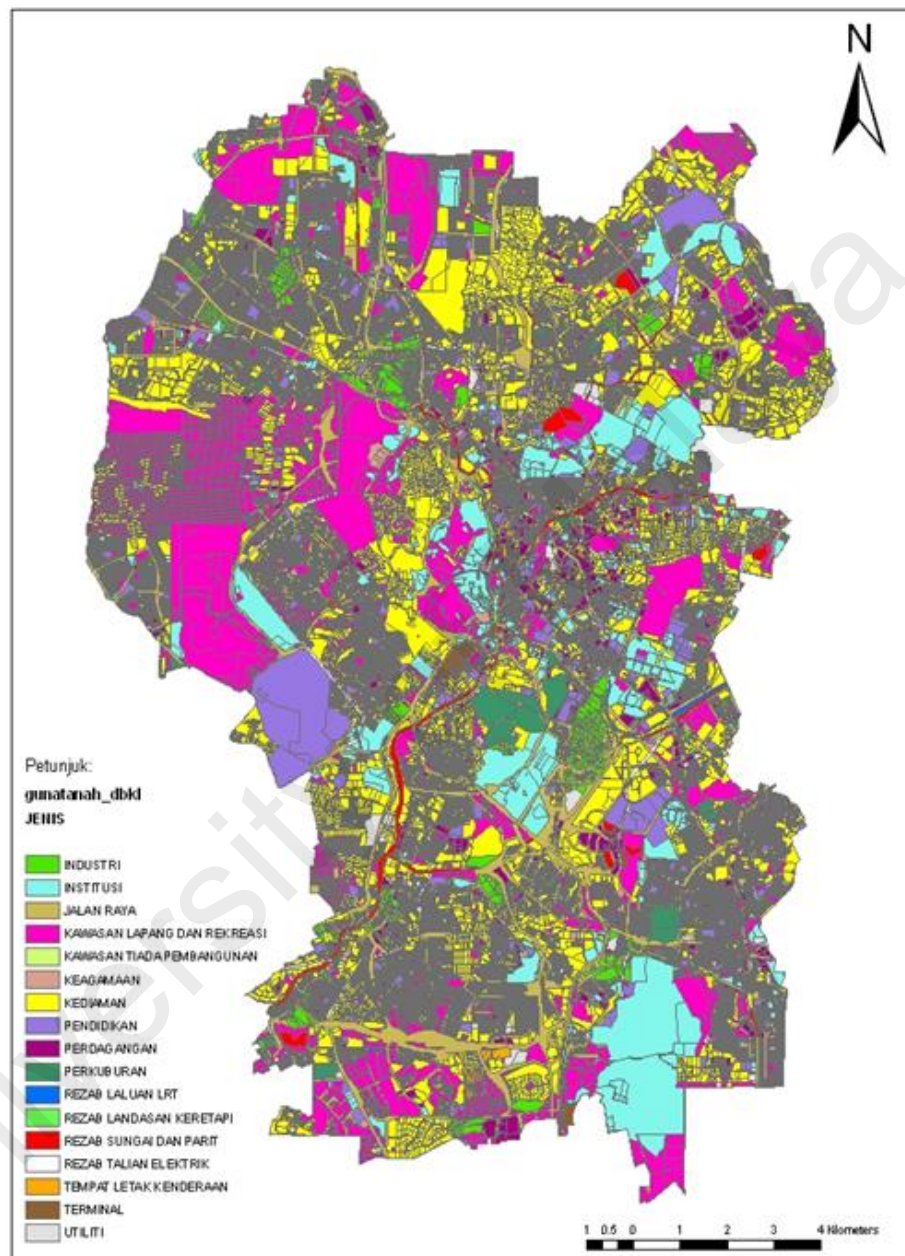 N
Petunjuk:
gunatanah_dbkl
JENIS
INDUSTRI
INSTITUSI
JALAN RAYA
KAWASAN LAPANG DAN REKREASI
KAWASAN TIADA PEMBANGUNAN
KEAGAMAAN
KEDIAMAN
PENDIDIKAN
PERDAGANGAN
PERKUBURAN
REZAB LALUAN LRT
REZAB LANDASAN KERETAPI
REZAB SUNGAI DAN PARIT
REZAB TALIAN ELEKTRIK
TEMPAT LETAK KENDERAAN
TERMINAL
UTILITI
1 0.5 0 1 2 3 4 Kilometers